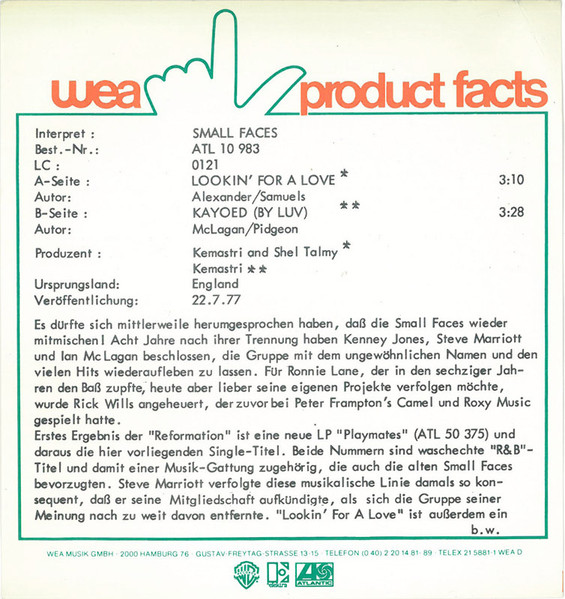 wea product facts
Interpret : SMALL FACES
Best.-Nr.: ATL 10 983
LC : 0121
A-Seite : LOOKIN' FOR A LOVE * 3:10
Autor: Alexander/Samuels
B-Seite : KAYOED (BY LUV) ** 3:28
Autor: McLagan/Pidgeon
Produzent : Kemastri and Shel Talmy *
Kemastri **
Ursprungsland: England
Veröffentlichung: 22.7.77
Es dürfte sich mittlerweile herumgesprochen haben, daß die Small Faces wieder
mitmischen! Acht Jahre nach ihrer Trennung haben Kenney Jones, Steve Marriott
und Ian McLagan beschlossen, die Gruppe mit dem ungewöhnlichen Namen und den
vielen Hits wiederaufleben zu lassen. Für Ronnie Lane, der in den sechziger Jah-
ren den Baß zupfte, heute aber lieber seine eigenen Projekte verfolgen möchte,
wurde Rick Wills angeheuert, der zuvor bei Peter Frampton's Camel und Roxy Music
gespielt hatte.
Erstes Ergebnis der "Reformation" ist eine neue LP "Playmates" (ATL 50 375) und
daraus die hier vorliegenden Single-Titel. Beide Nummern sind waschechte "R&B"-
Titel und damit einer Musik-Gattung zugehörig, die auch die alten Small Faces
bevorzugten. Steve Marriott verfolgte diese musikalische Linie damals so kon-
sequent, daß er seine Mitgliedschaft aufkündigte, als sich die Gruppe seiner
Meinung nach zu weit davon entfernte. "Lookin' For A Love" ist außerdem ein
b.w.
WEA MUSIK GMBH · 2000 HAMBURG 76 · GUSTAV-FREYTAG-STRASSE 13-15 · TELEFON (0 40) 2 20 14 81-89 · TELEX 21 5881-1 WEA D
ATLANTIC